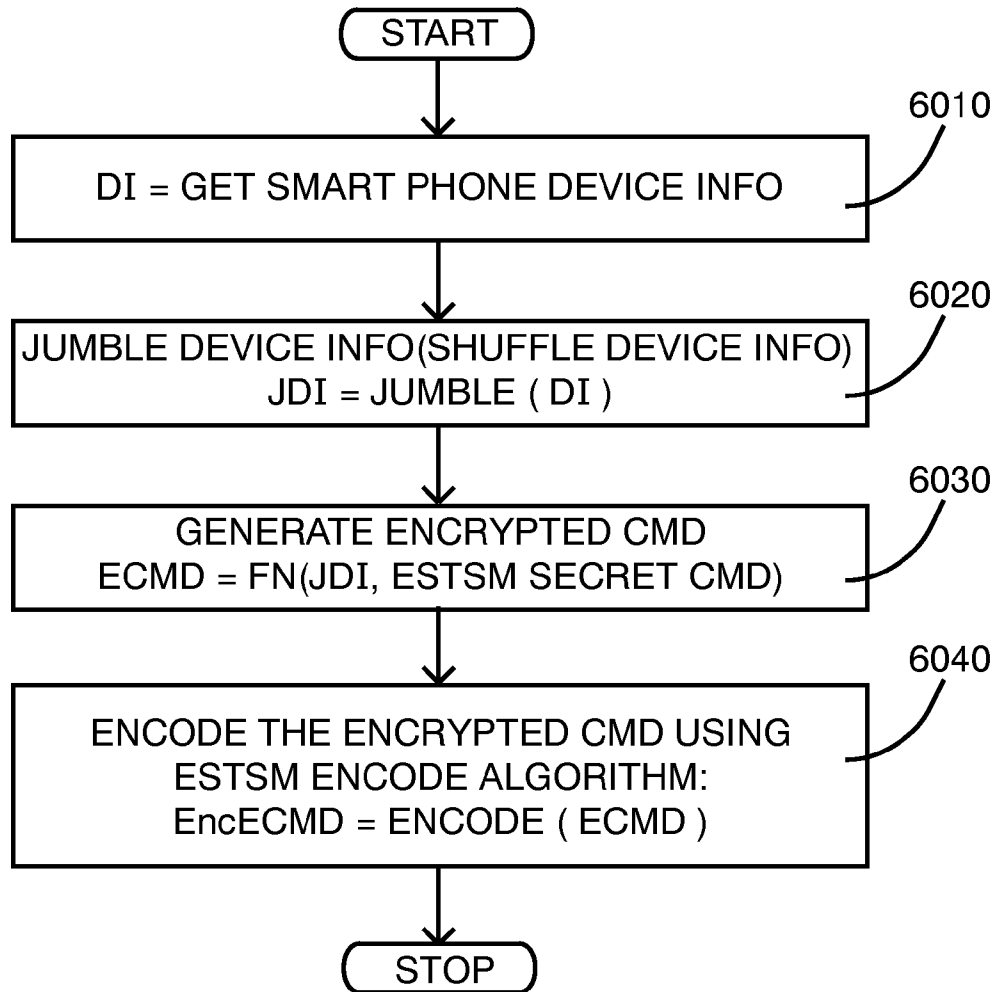 START
6010
DI = GET SMART PHONE DEVICE INFO
6020
JUMBLE DEVICE INFO(SHUFFLE DEVICE INFO)
JDI = JUMBLE ( DI )
6030
GENERATE ENCRYPTED CMD
ECMD = FN(JDI, ESTSM SECRET CMD)
6040
ENCODE THE ENCRYPTED CMD USING
ESTSM ENCODE ALGORITHM:
EncECMD = ENCODE ( ECMD )
STOP